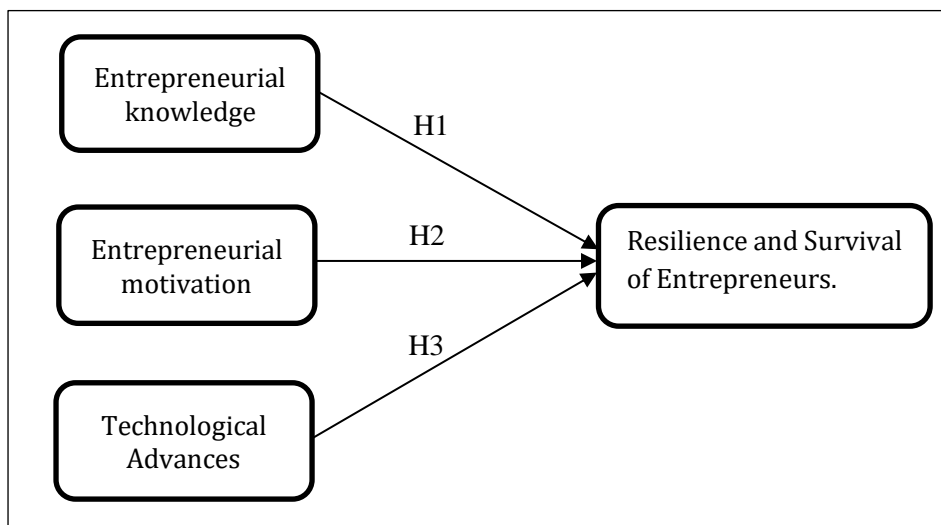 Entrepreneurial
knowledge
H1
Entrepreneurial
motivation
H2
Resilience and Survival
of Entrepreneurs.
H3
Technological
Advances